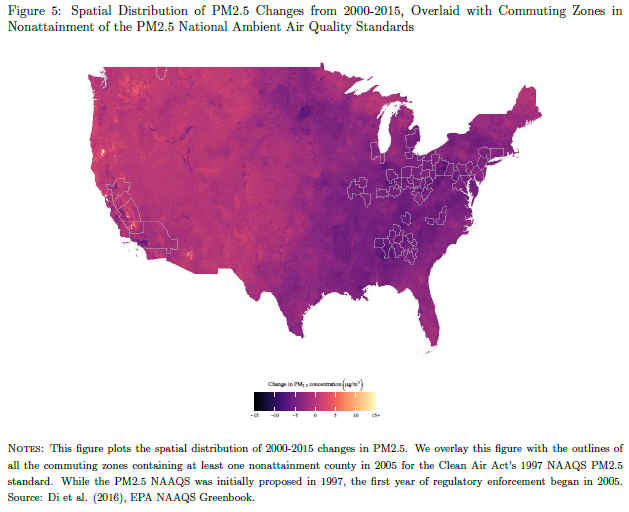 Figure 5: Spatial Distribution of PM2.5 Changes from 2000-2015, Overlaid with Commuting Zones in
Nonattainment of the PM2.5 National Ambient Air Quality Standards
Change in PM2.5 concentration (μg/m³)
-15 -10 -5 0 5 10 15+
NOTES: This figure plots the spatial distribution of 2000-2015 changes in PM2.5. We overlay this figure with the outlines of
all the commuting zones containing at least one nonattainment county in 2005 for the Clean Air Act's 1997 NAAQS PM2.5
standard. While the PM2.5 NAAQS was initially proposed in 1997, the first year of regulatory enforcement began in 2005.
Source: Di et al. (2016), EPA NAAQS Greenbook.